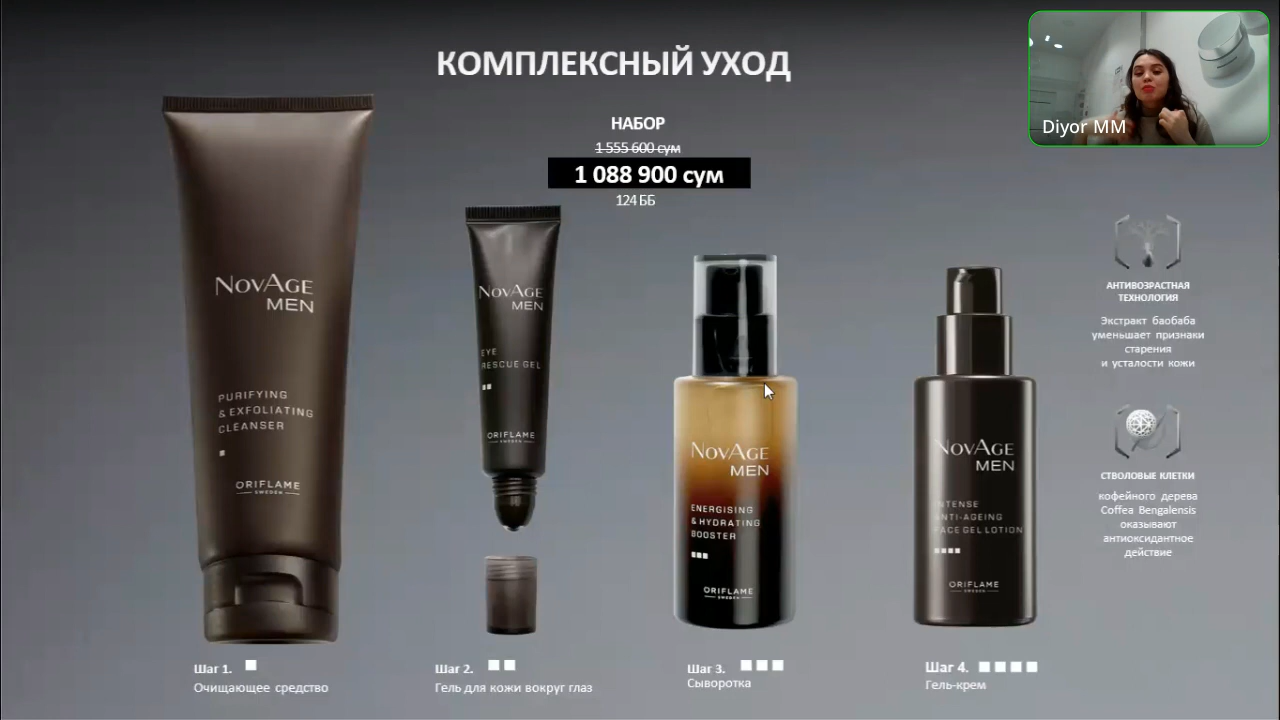 КОМПЛЕКСНЫЙ УХОД
Diyor MM
НАБОР
1 555 600 сум
1 088 900 сум
124 ББ
NOVAGE
MEN
PURIFYING
& EXFOLIATING
CLEANSER
ORIFLAME
SWEDEN
NOVAGE
MEN
EYE
RESCUE GEL
ORIFLAME
SWEDEN
NOVAGE
MEN
ENERGISING
& HYDRATING
BOOSTER
ORIFLAME
SWEDEN
NOVAGE
MEN
INTENSE
ANTI-AGEING
FACE GEL LOTION
ORIFLAME
SWEDEN
АНТИВОЗРАСТНАЯ
ТЕХНОЛОГИЯ
Экстракт баобаба
уменьшает признаки
старения
и усталости кожи
СТВОЛОВЫЕ КЛЕТКИ
кофейного дерева
Coffea Bengalensis
оказывают
антиоксидантное
действие
Шаг 1.
Очищающее средство
Шаг 2.
Гель для кожи вокруг глаз
Шаг 3.
Сыворотка
Шаг 4.
Гель-крем